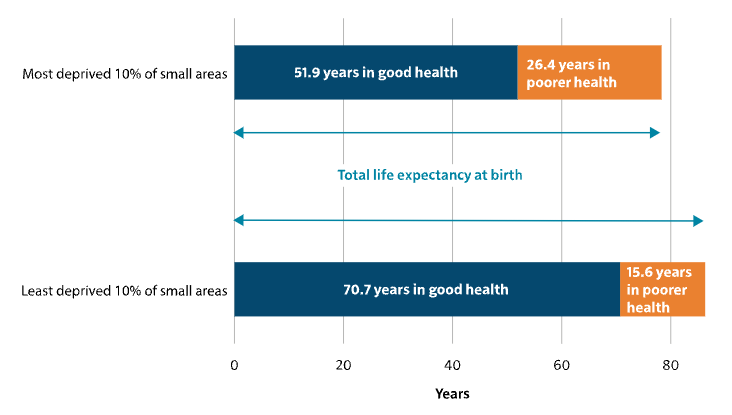 Most deprived 10% of small areas
51.9 years in good health
26.4 years in
poorer health
Total life expectancy at birth
Least deprived 10% of small areas
70.7 years in good health
15.6 years
in poorer
health
0
20
40
60
80
Years